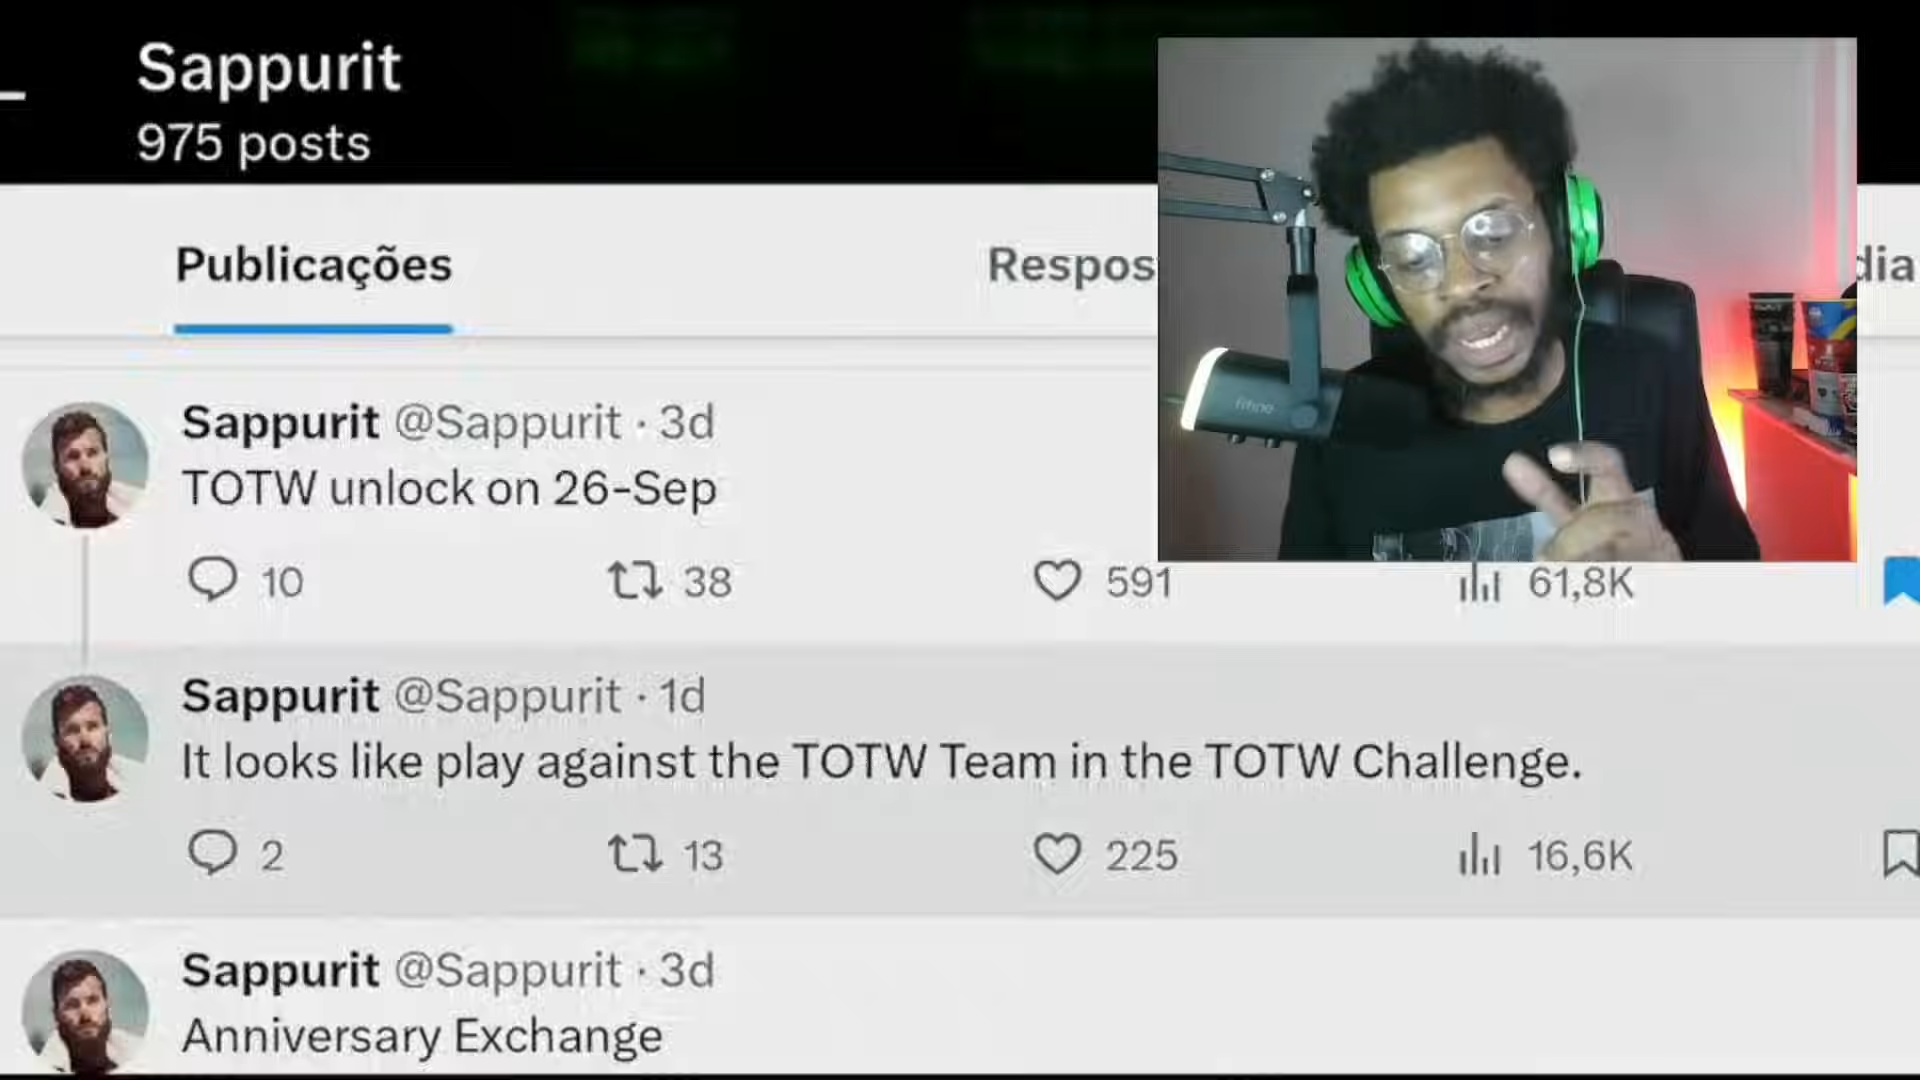 Sappurit
975 posts
Publicações
Respos
dia
Sappurit @Sappurit · 3d
TOTW unlock on 26-Sep
10 38 591 61,8K
Sappurit @Sappurit · 1d
It looks like play against the TOTW Team in the TOTW Challenge.
2 13 225 16,6K
Sappurit @Sappurit · 3d
Anniversary Exchange
fifine